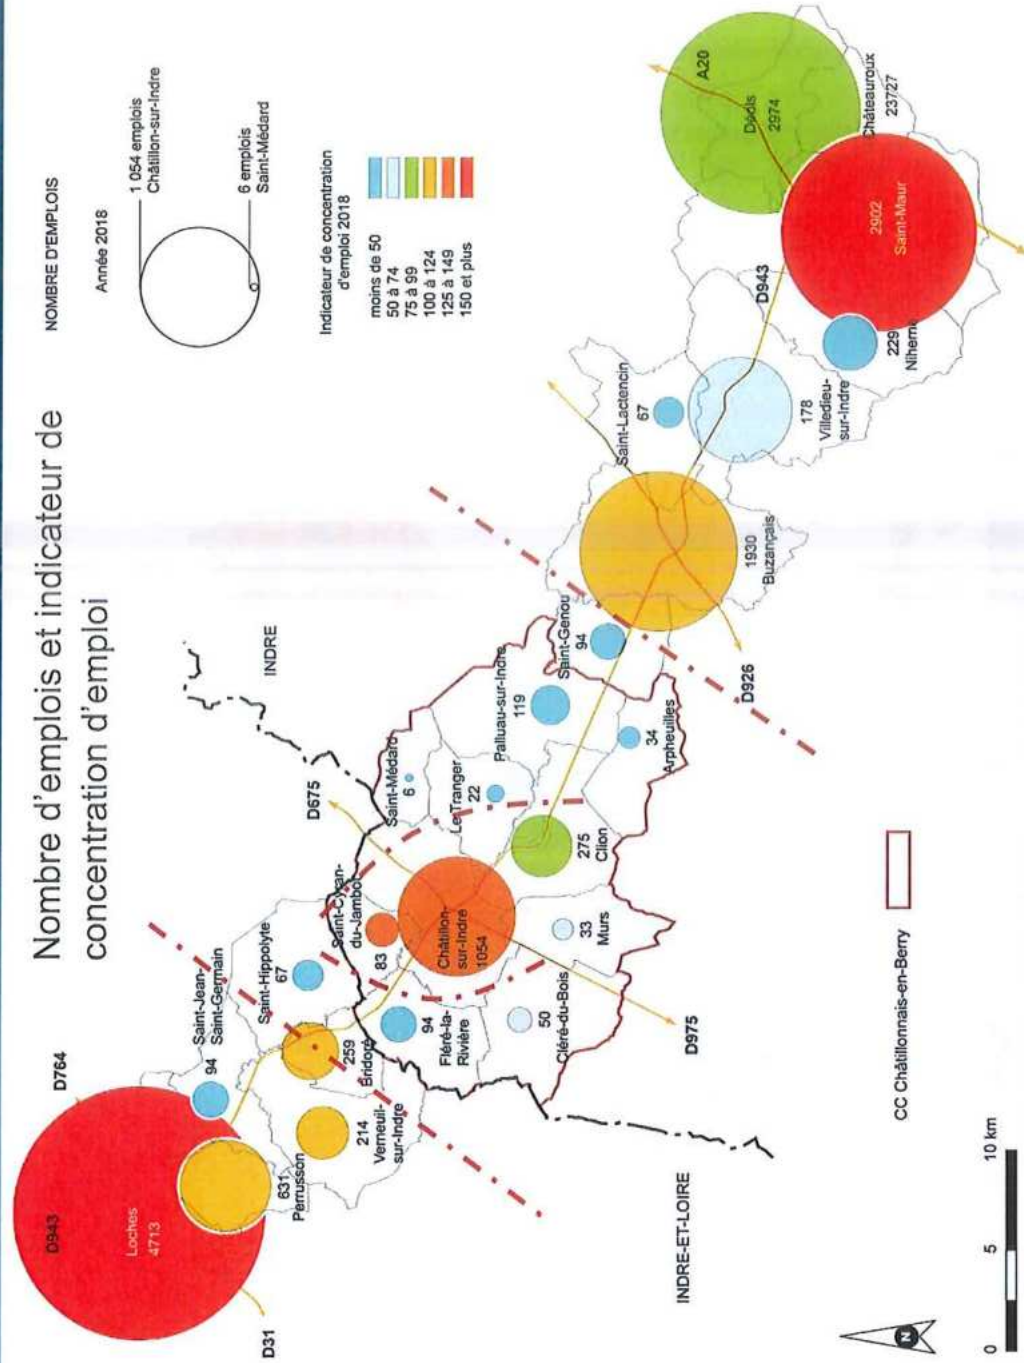 Nombre d'emplois et indicateur de
concentration d'emploi
NOMBRE D'EMPLOIS
Année 2018
1 054 emplois
Châtillon-sur-Indre
6 emplois
Saint-Médard
Indicateur de concentration
d'emploi 2018
moins de 50
50 à 74
75 à 99
100 à 124
125 à 149
150 et plus
D943
D764
Loches
4713
D31
631
Perrusson
94
Saint-Jean-
Saint-Germain
214
Verneuil-
sur-Indre
259
Bridoré
Saint-Hippolyte
67
D675
INDRE
Saint-Cyran-
du-Jambot
83
94
Fléré-la-
Rivière
Châtillon-
sur-Indre
1054
50
Cléré-du-Bois
33
Murs
D975
Saint-Médard
6
Le Tranger
22
275
Clion
Palluau-sur-Indre
119
34
Arpheuilles
Saint-Genou
94
D926
1930
Buzançais
Saint-Lactencin
67
178
Villedieu-
sur-Indre
D943
229
Niherne
2902
Saint-Maur
Déols
2974
A20
Châteauroux
23727
INDRE-ET-LOIRE
CC Châtillonnais-en-Berry
N
0
5
10 km